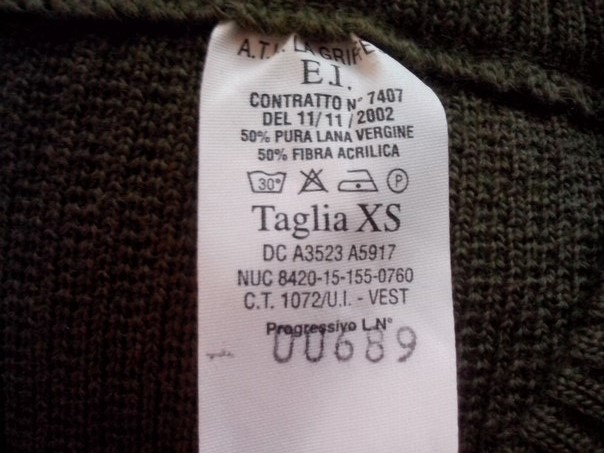 A.T.I. LA GRIFE
E.I.
CONTRATTO N° 7407
DEL 11/11/2002
50% PURA LANA VERGINE
50% FIBRA ACRILICA
30° P
Taglia XS
DC A3523 A5917
NUC 8420-15-155-0760
C.T. 1072/U.I. - VEST
Progressivo L.N°
00689